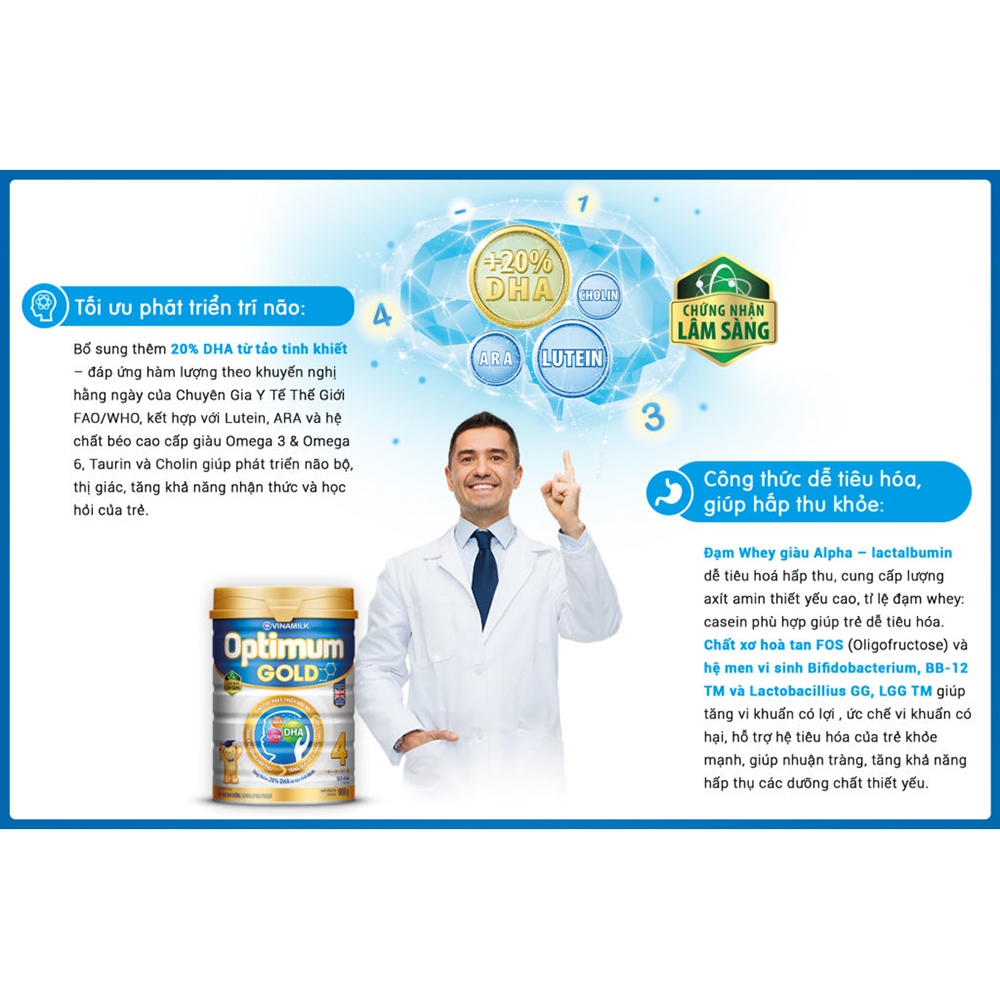 1
+20%
DHA
CHOLIN
4
ARA
LUTEIN
3
CHỨNG NHẬN
LÂM SÀNG
Tối ưu phát triển trí não:
Bổ sung thêm 20% DHA từ tảo tinh khiết
– đáp ứng hàm lượng theo khuyến nghị
hằng ngày của Chuyên Gia Y Tế Thế Giới
FAO/WHO, kết hợp với Lutein, ARA và hệ
chất béo cao cấp giàu Omega 3 & Omega
6, Taurin và Cholin giúp phát triển não bộ,
thị giác, tăng khả năng nhận thức và học
hỏi của trẻ.
Công thức dễ tiêu hóa,
giúp hấp thu khỏe:
Đạm Whey giàu Alpha – lactalbumin
dễ tiêu hoá hấp thu, cung cấp lượng
axít amin thiết yếu cao, tỉ lệ đạm whey:
casein phù hợp giúp trẻ dễ tiêu hóa.
Chất xơ hoà tan FOS (Oligofructose) và
hệ men vi sinh Bifidobacterium, BB-12
TM và Lactobacillius GG, LGG TM giúp
tăng vi khuẩn có lợi , ức chế vi khuẩn có
hại, hỗ trợ hệ tiêu hóa của trẻ khỏe
mạnh, giúp nhuận tràng, tăng khả năng
hấp thụ các dưỡng chất thiết yếu.
VINAMILK
Optimum
GOLD
LÂM SÀNG
ARA
LUTEIN
DHA
4
900g